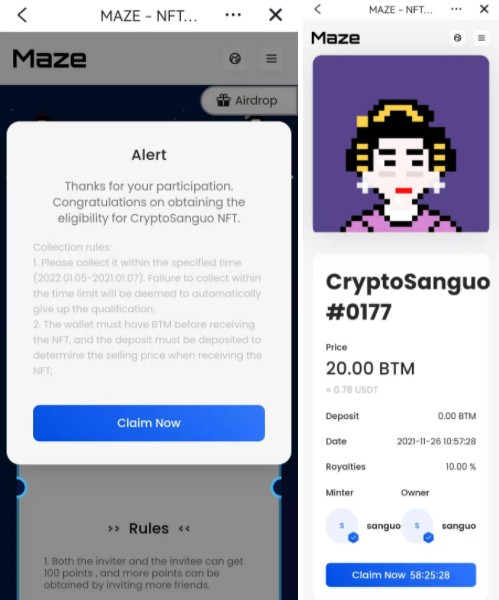 MAZE - NFT...
Maze
Airdrop
Alert
Thanks for your participation.
Congratulations on obtaining the
eligibility for CryptoSanguo NFT.
Collection rules:
1. Please collect it within the specified time
(2022.01.05-2021.01.07). Failure to collect within
the time limit will be deemed to automatically
give up the qualification;
2. The wallet must have BTM before receiving
the NFT, and the deposit must be deposited to
determine the selling price when receiving the
NFT;
Claim Now
>> Rules <<
1. Both the inviter and the invitee can get
100 points , and more points can be
obtained by inviting more friends.
MAZE - NFT...
Maze
CryptoSanguo
#0177
Price
20.00 BTM
≈ 0.78 USDT
Deposit 0.00 BTM
Date 2021-11-26 10:57:28
Royalties 10.00 %
Minter Owner
S sanguo S sanguo
Claim Now 58:25:28